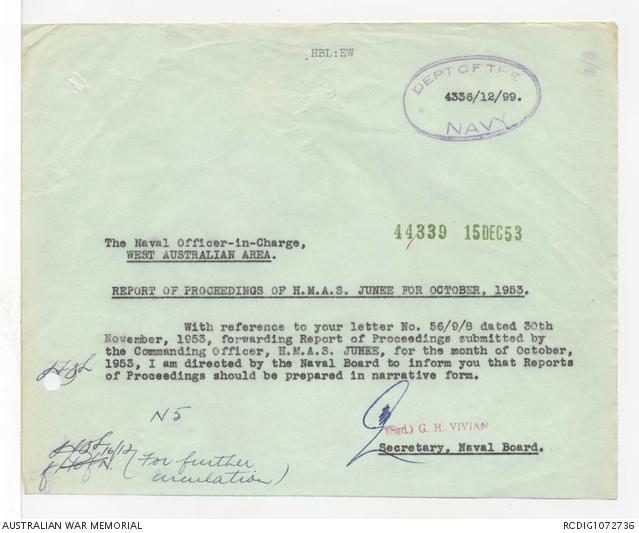 HBL:EW
DEPT OF THE
4336/12/99.
NAVY
44339 15DEC53
The Naval Officer-in-Charge,
WEST AUSTRALIAN AREA.
REPORT OF PROCEEDINGS OF H.M.A.S. JUNEE FOR OCTOBER, 1953.
With reference to your letter No. 56/9/8 dated 30th
November, 1953, forwarding Report of Proceedings submitted by
the Commanding Officer, H.M.A.S. JUNEE, for the month of October,
1953, I am directed by the Naval Board to inform you that Reports
of Proceedings should be prepared in narrative form.
N5
(Sgd.) G. H. VIVIAN
Secretary, Naval Board.
16/12
(For further
circulation)
AUSTRALIAN WAR MEMORIAL
RCDIG1072736